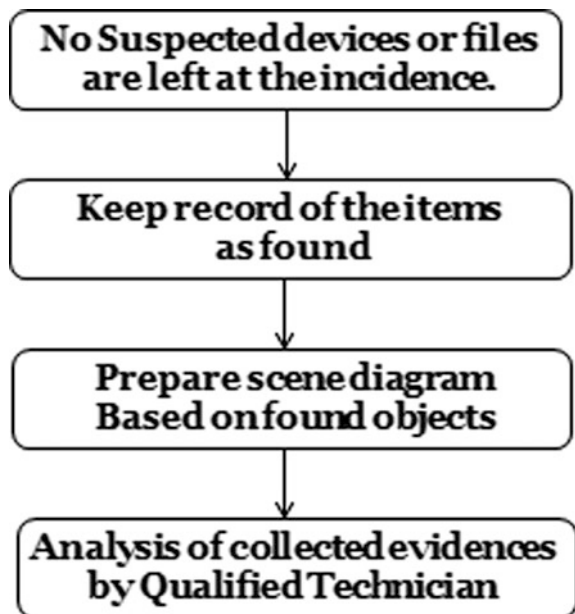 No Suspected devices or files
are left at the incidence.
Keep record of the items
as found
Prepare scene diagram
Based on found objects
Analysis of collected evidences
by Qualified Technician